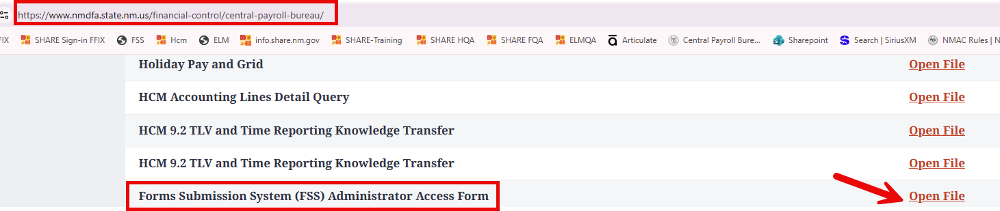 https://www.nmdfa.state.nm.us/financial-control/central-payroll-bureau/
FIX SHARE Sign-in FFIX FSS Hcm ELM info.share.nm.gov SHARE-Training SHARE HQA SHARE FQA ELMQA Articulate Central Payroll Bure... Sharepoint Search | SiriusXM NMAC Rules | N
Holiday Pay and Grid Open File
HCM Accounting Lines Detail Query Open File
HCM 9.2 TLV and Time Reporting Knowledge Transfer Open File
HCM 9.2 TLV and Time Reporting Knowledge Transfer Open File
Forms Submission System (FSS) Administrator Access Form Open File